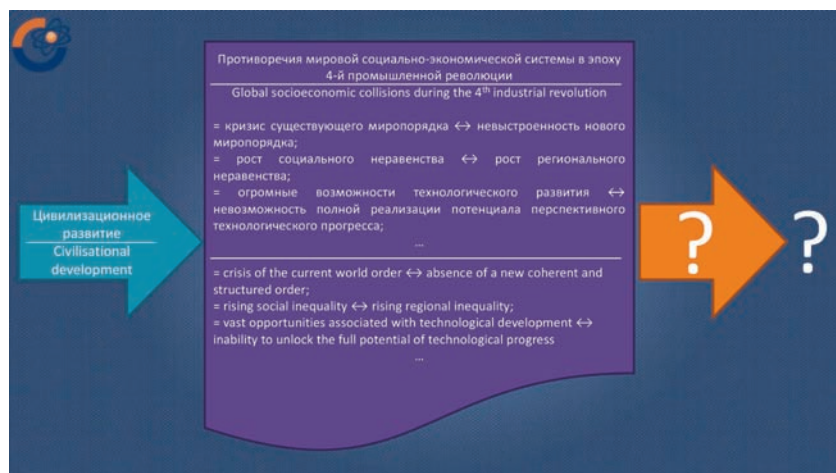 Цивилизационное
развитие
Civilisational
development
Противоречия мировой социально-экономической системы в эпоху
4-й промышленной революции
Global socioeconomic collisions during the 4th industrial revolution
= кризис существующего миропорядка ↔ невыстроенность нового
миропорядка;
= рост социального неравенства ↔ рост регионального
неравенства;
= огромные возможности технологического развития ↔
невозможность полной реализации потенциала перспективного
технологического прогресса;
...
= crisis of the current world order ↔ absence of a new coherent and
structured order;
= rising social inequality ↔ rising regional inequality;
= vast opportunities associated with technological development ↔
inability to unlock the full potential of technological progress
...
?
?